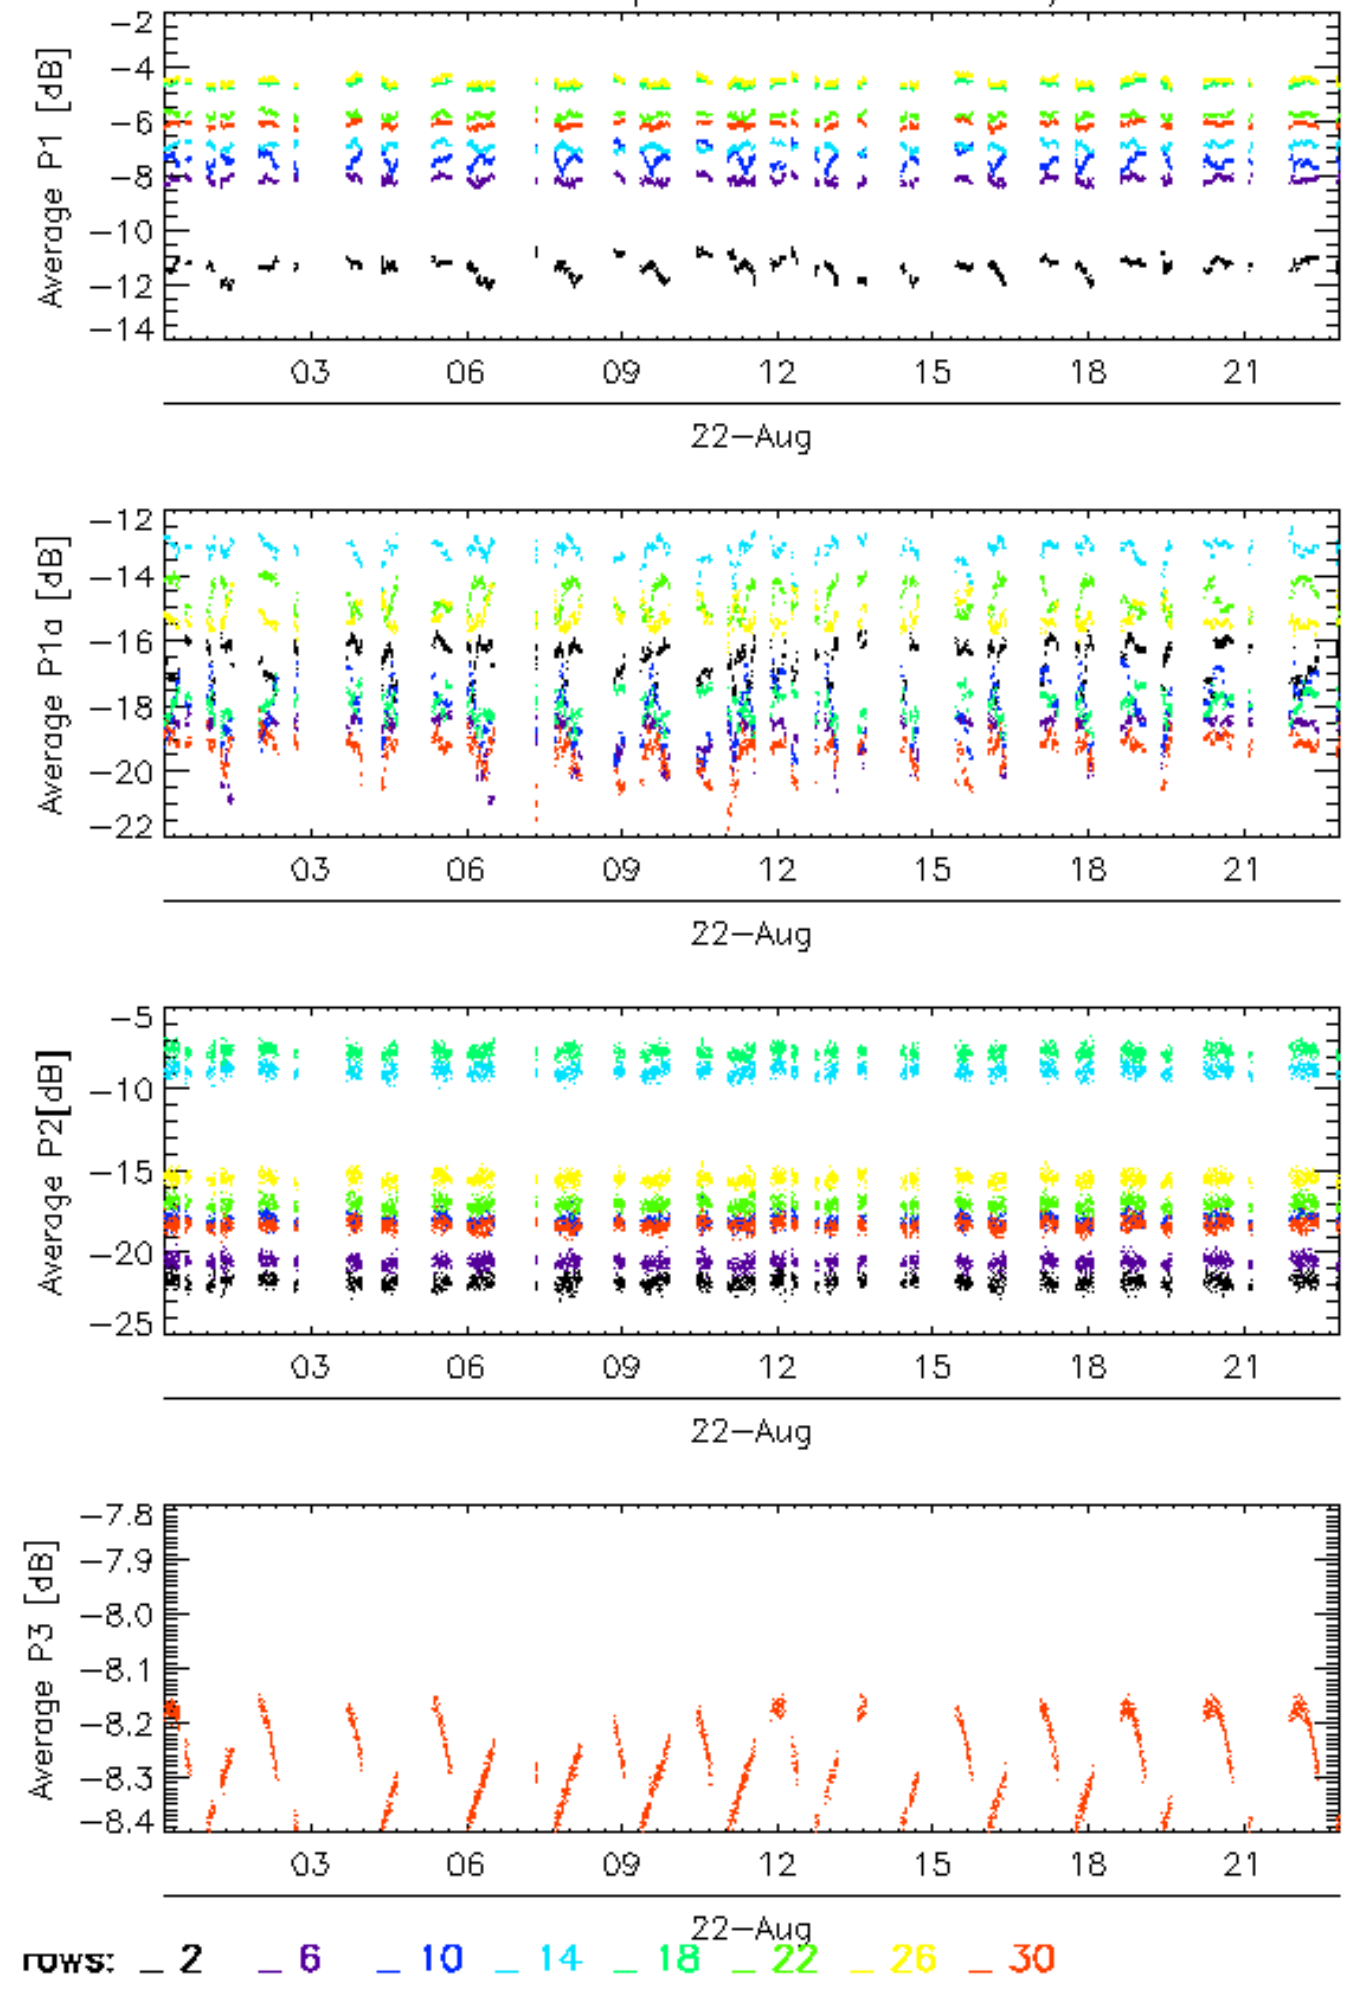 Average P1 [dB]
−2
−4
−6
−8
−10
−12
−14
03 06 09 12 15 18 21
22−Aug
Average P1a [dB]
−12
−14
−16
−18
−20
−22
03 06 09 12 15 18 21
22−Aug
Average P2[dB]
−5
−10
−15
−20
−25
03 06 09 12 15 18 21
22−Aug
Average P3 [dB]
−7.8
−7.9
−8.0
−8.1
−8.2
−8.3
−8.4
03 06 09 12 15 18 21
22−Aug
rows: _ 2 _ 6 _ 10 _ 14 _ 18 _ 22 _ 26 _ 30